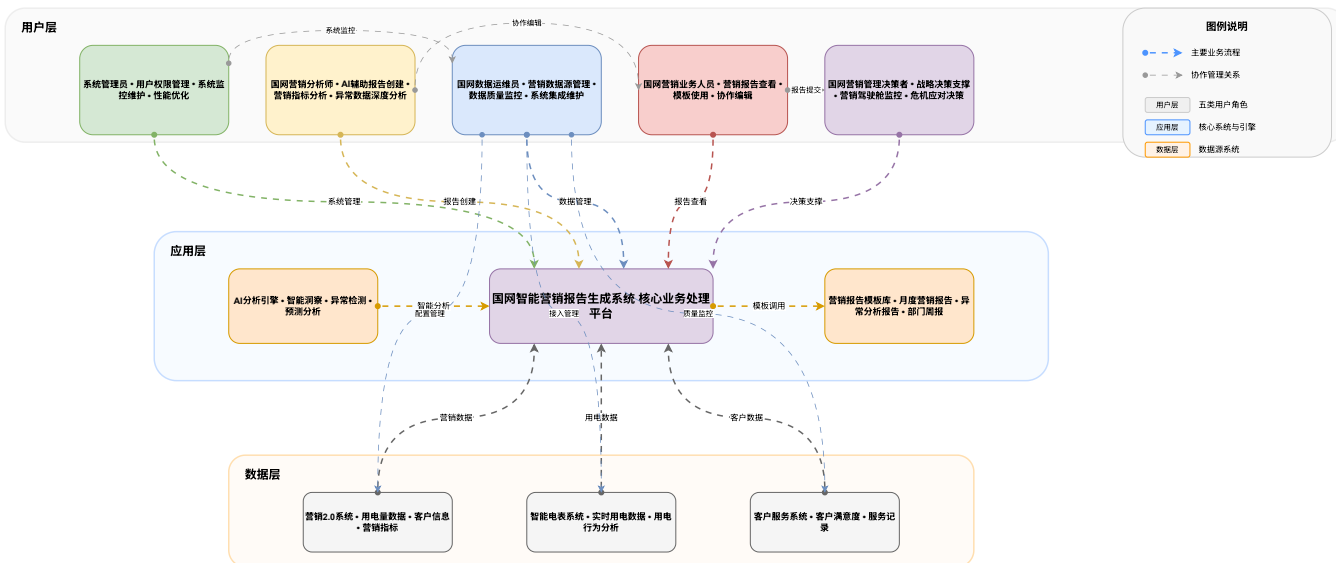 用户层
系统监控
协作编辑
系统管理员 • 用户权限管理 • 系统监
控维护 • 性能优化
国网营销分析师 • AI辅助报告创建 •
营销指标分析 • 异常数据深度分析
国网数据运维员 • 营销数据源管理 •
数据质量监控 • 系统集成维护
国网营销业务人员 • 营销报告查看 •
模板使用 • 协作编辑
报告提交
国网营销管理决策者 • 战略决策支撑
• 营销驾驶舱监控 • 危机应对决策
图例说明
主要业务流程
协作管理关系
用户层
五类用户角色
应用层
核心系统与引擎
数据层
数据源系统
系统管理
报告创建
数据管理
报告查看
决策支撑
应用层
AI分析引擎 • 智能洞察 • 异常检测 •
预测分析
智能分析
配置管理
国网智能营销报告生成系统 核心业务处理
平台
接入管理
质量监控
模板调用
营销报告模板库 • 月度营销报告 • 异
常分析报告 • 部门周报
营销数据
用电数据
客户数据
数据层
营销2.0系统 • 用电量数据 • 客户信息
• 营销指标
智能电表系统 • 实时用电数据 • 用电
行为分析
客户服务系统 • 客户满意度 • 服务记
录